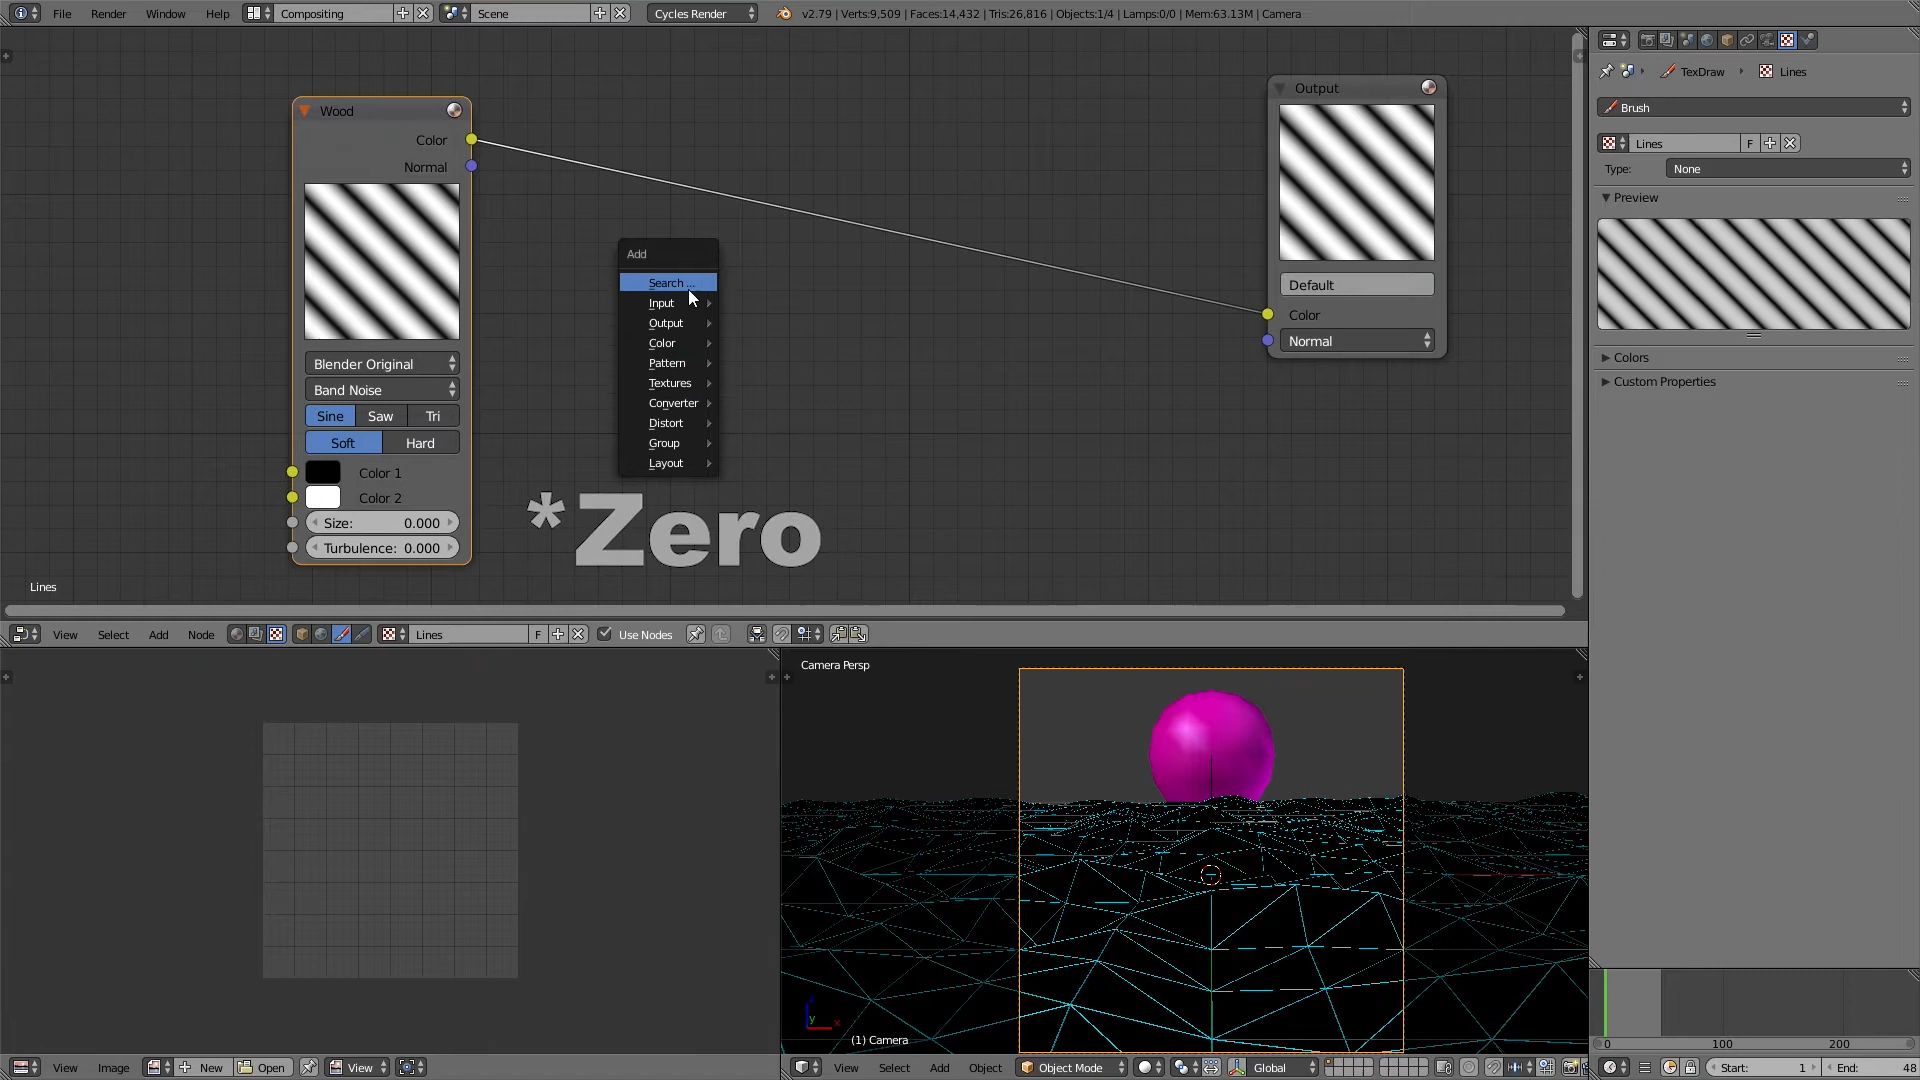 File Render Window Help Compositing Scene Cycles Render v2.79 | Verts:9,509 | Faces:14,432 | Tris:26,816 | Objects:1/4 | Lamps:0/0 | Mem:63.13M | Camera
Wood
Color
Normal
Blender Original
Band Noise
Sine Saw Tri
Soft Hard
Color 1
Color 2
Size: 0.000
Turbulence: 0.000
Lines
Add
Search ...
Input
Output
Color
Pattern
Textures
Converter
Distort
Group
Layout
*Zero
Output
Default
Color
Normal
TexDraw Lines
Brush
Lines F
Type: None
Preview
Colors
Custom Properties
View Select Add Node Lines F Use Nodes
Camera Persp
y x
(1) Camera
0 100 200
View Image New Open View
View Select Add Object Object Mode Global
Start: 1 End: 48